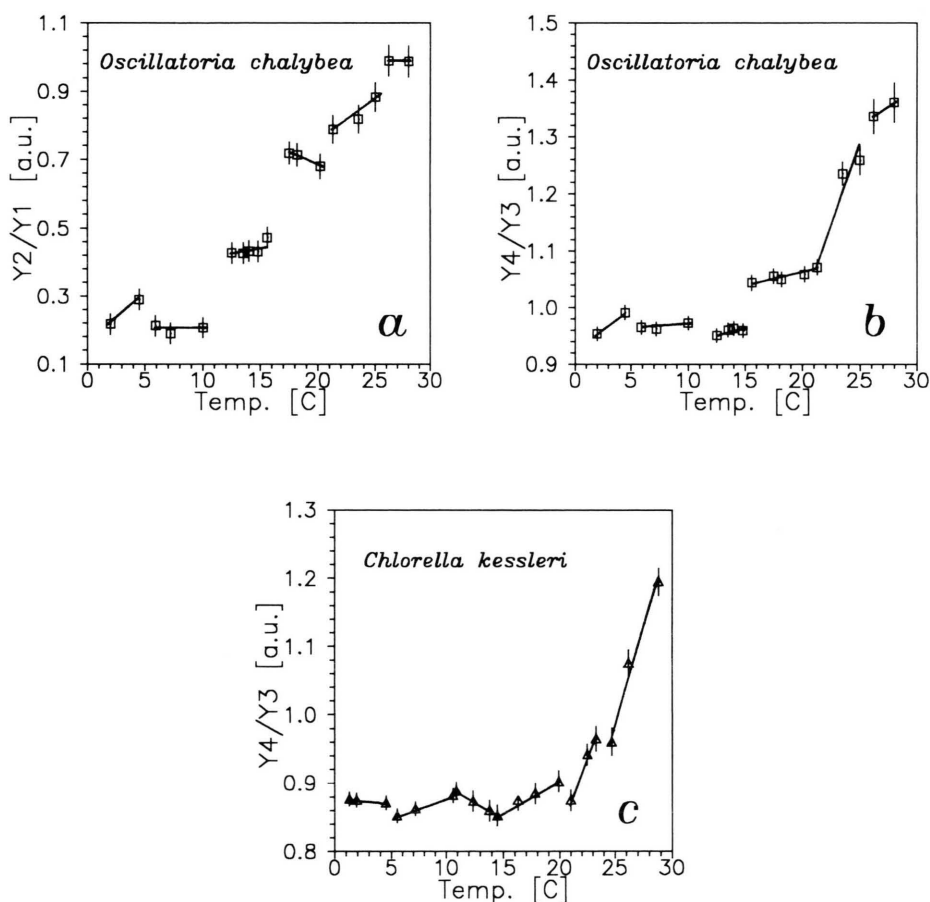 1.1
0.9
0.7
0.5
0.3
0.1
Y2/Y1 [a.u.]
Oscillatoria chalybea
a
0 5 10 15 20 25 30
Temp. [C]
1.5
1.4
1.3
1.2
1.1
1.0
0.9
Y4/Y3 [a.u.]
Oscillatoria chalybea
b
0 5 10 15 20 25 30
Temp. [C]
1.3
1.2
1.1
1.0
0.9
0.8
Y4/Y3 [a.u.]
Chlorella kessleri
c
0 5 10 15 20 25 30
Temp. [C]